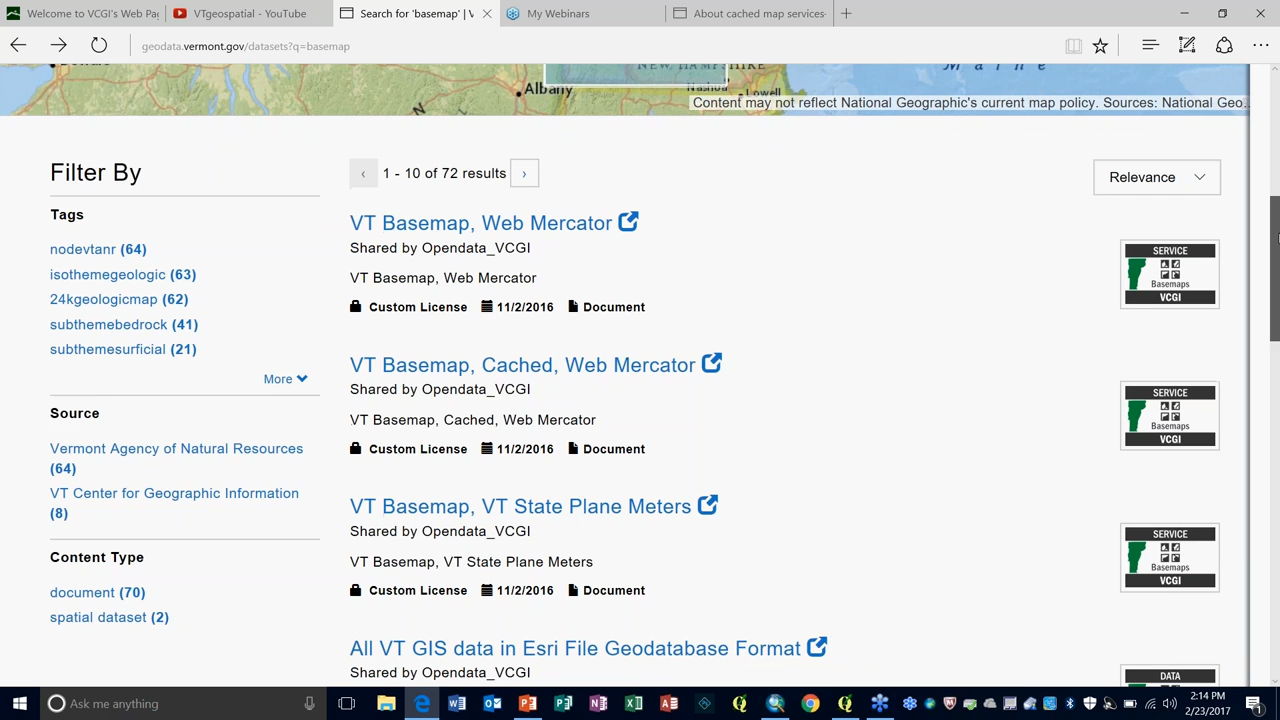 Welcome to VCGI's Web Pag
VTgeospatial - YouTube
Search for 'basemap' | V
My Webinars
About cached map services-
geodata.vermont.gov/datasets?q=basemap
NEW HAMPSHIRE
Maine
Albany
Nashua
Lowell
Content may not reflect National Geographic's current map policy. Sources: National Geo...
Filter By
1 - 10 of 72 results
Relevance
Tags
nodevtanr (64)
isothemegeologic (63)
24kgeologicmap (62)
subthemebedrock (41)
subthemesurficial (21)
More
Source
Vermont Agency of Natural Resources
(64)
VT Center for Geographic Information
(8)
Content Type
document (70)
spatial dataset (2)
VT Basemap, Web Mercator
Shared by Opendata_VCGI
VT Basemap, Web Mercator
Custom License 11/2/2016 Document
SERVICE
Basemaps
VCGI
VT Basemap, Cached, Web Mercator
Shared by Opendata_VCGI
VT Basemap, Cached, Web Mercator
Custom License 11/2/2016 Document
SERVICE
Basemaps
VCGI
VT Basemap, VT State Plane Meters
Shared by Opendata_VCGI
VT Basemap, VT State Plane Meters
Custom License 11/2/2016 Document
SERVICE
Basemaps
VCGI
All VT GIS data in Esri File Geodatabase Format
Shared by Opendata_VCGI
DATA
Ask me anything
2:14 PM
2/23/2017